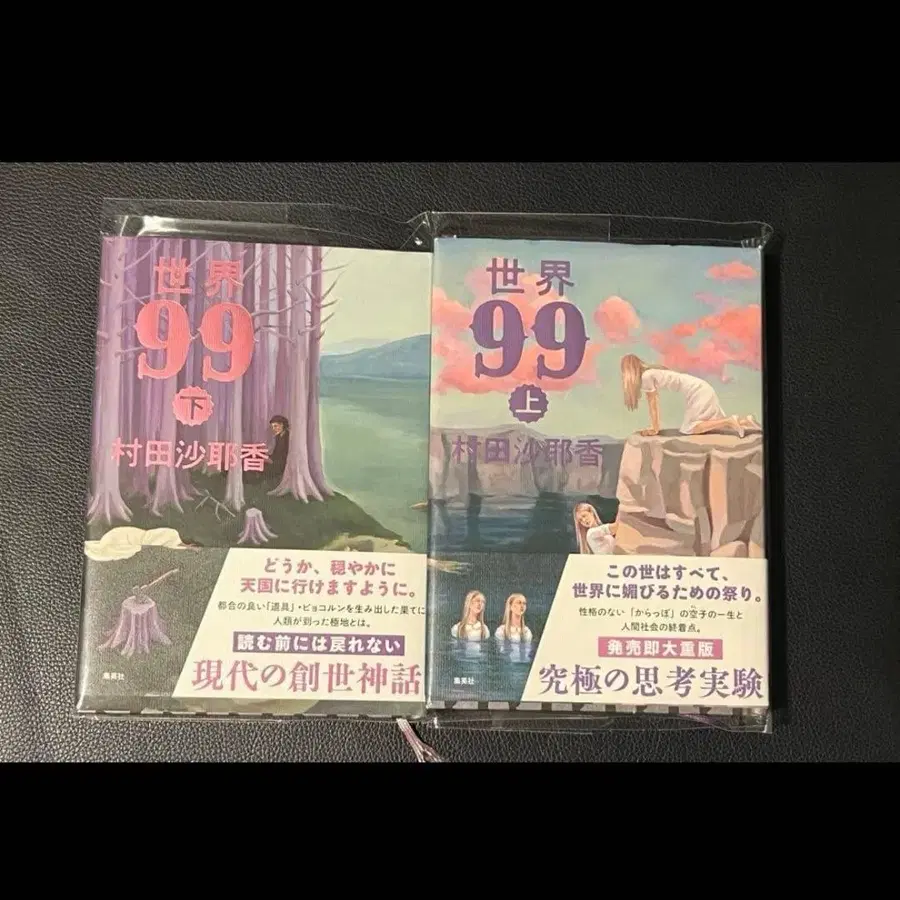 世界
99
下
村田沙耶香
どうか、穏やかに
天国に行けますように。
都合の良い「道具」・ピョコルンを生み出した果てに
人類が到った極地とは。
読む前には戻れない
現代の創世神話
集英社
世界
99
上
村田沙耶香
この世はすべて、
世界に媚びるための祭り。
性格のない「からっぽ」の空子の一生と
人間社会の終着点。
発売即大重版
究極の思考実験
集英社